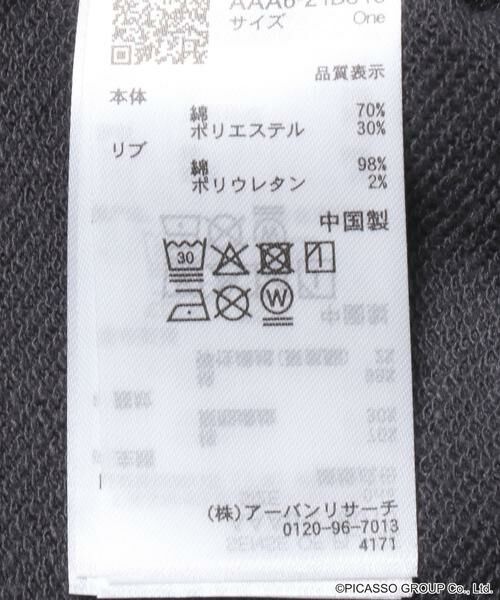 サイズ One
品質表示
本体
綿 70%
ポリエステル 30%
リブ
綿 98%
ポリウレタン 2%
中国製
30
W
(株)アーバンリサーチ
0120-96-7013
4171
©PICASSO GROUP Co., Ltd.